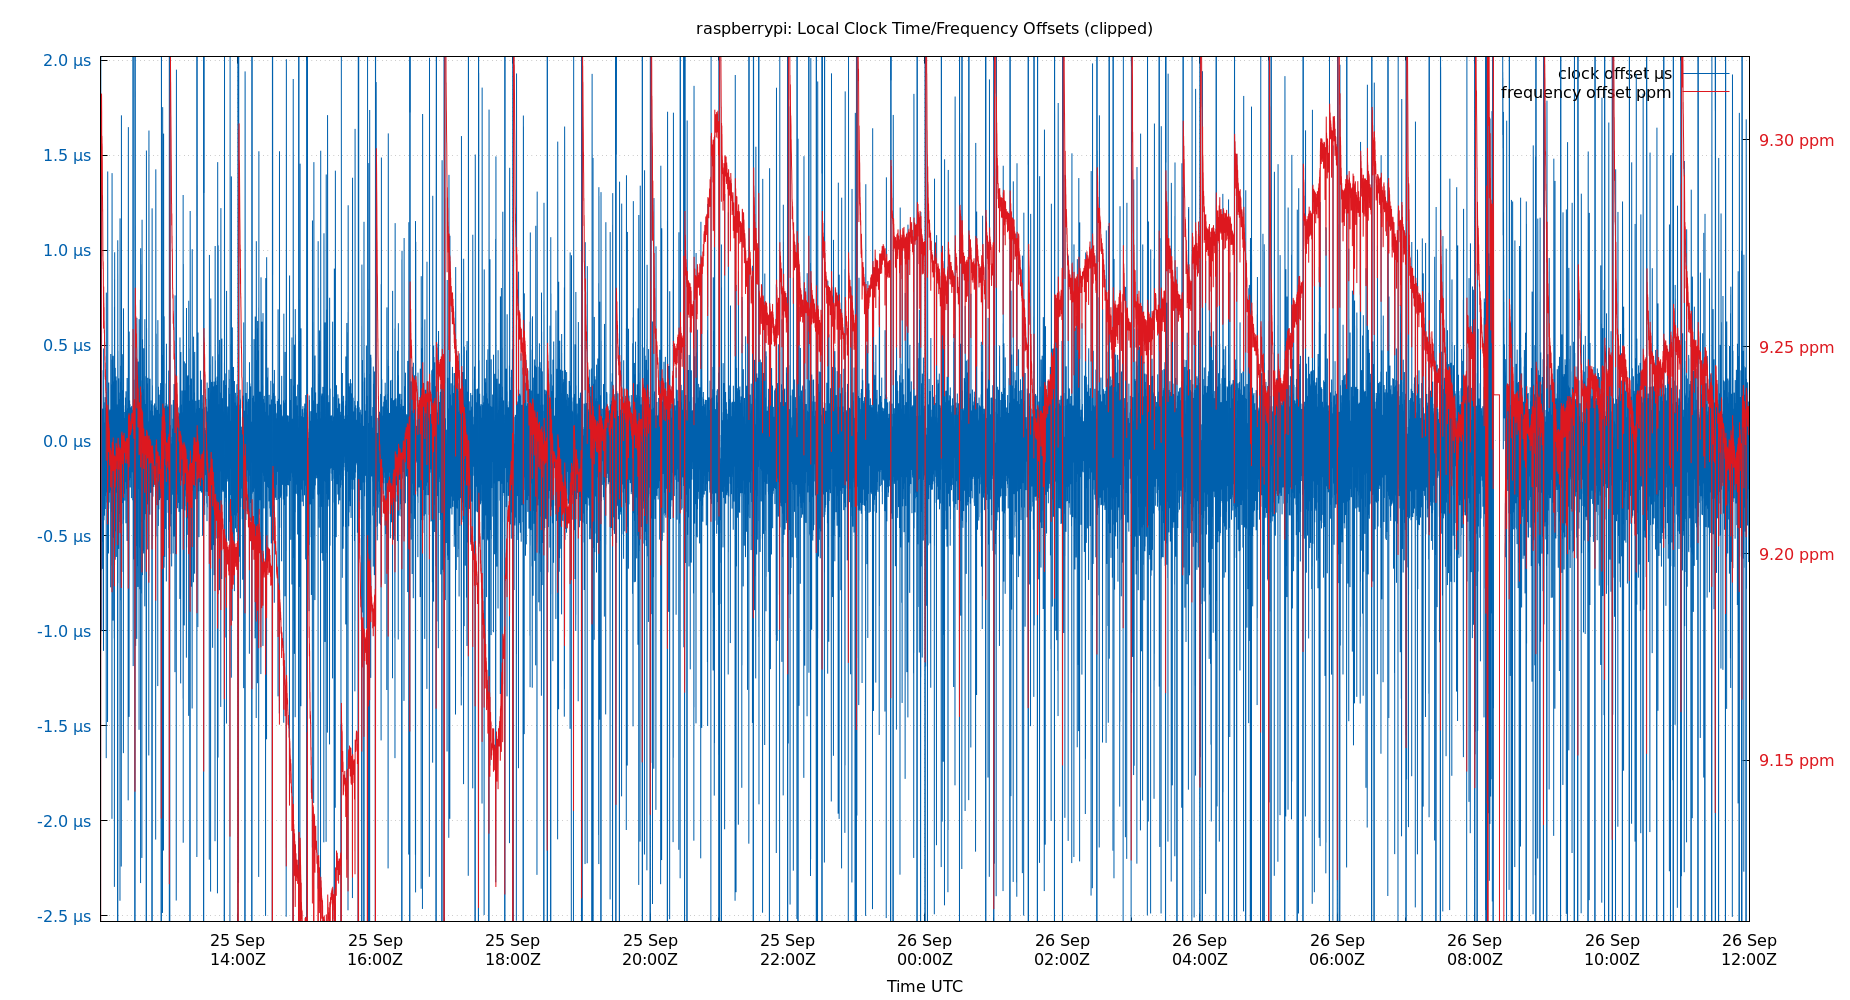 raspberrypi: Local Clock Time/Frequency Offsets (clipped)
clock offset µs
frequency offset ppm
2.0 µs
1.5 µs
1.0 µs
0.5 µs
0.0 µs
-0.5 µs
-1.0 µs
-1.5 µs
-2.0 µs
-2.5 µs
9.30 ppm
9.25 ppm
9.20 ppm
9.15 ppm
25 Sep
14:00Z
25 Sep
16:00Z
25 Sep
18:00Z
25 Sep
20:00Z
25 Sep
22:00Z
26 Sep
00:00Z
26 Sep
02:00Z
26 Sep
04:00Z
26 Sep
06:00Z
26 Sep
08:00Z
26 Sep
10:00Z
26 Sep
12:00Z
Time UTC